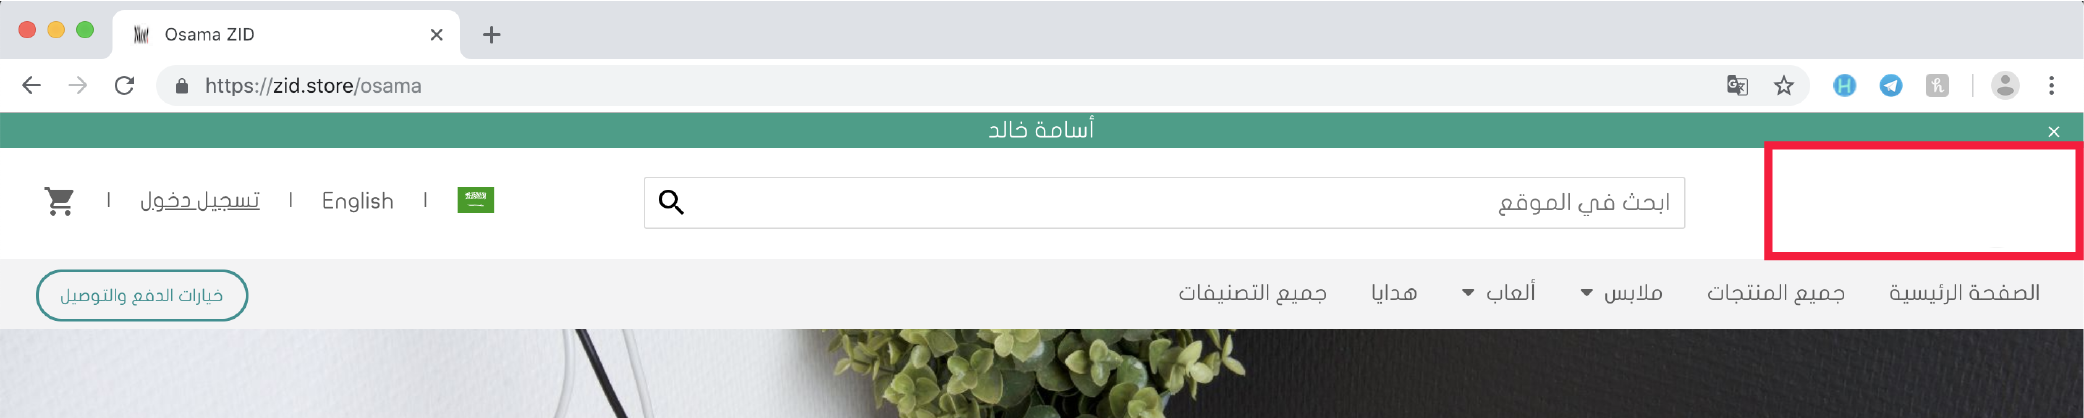 Osama ZID
https://zid.store/osama
أسامة خالد
ابحث في الموقع
English
تسجيل دخول
الصفحة الرئيسية
جميع المنتجات
ملابس
ألعاب
هدايا
جميع التصنيفات
خيارات الدفع والتوصيل